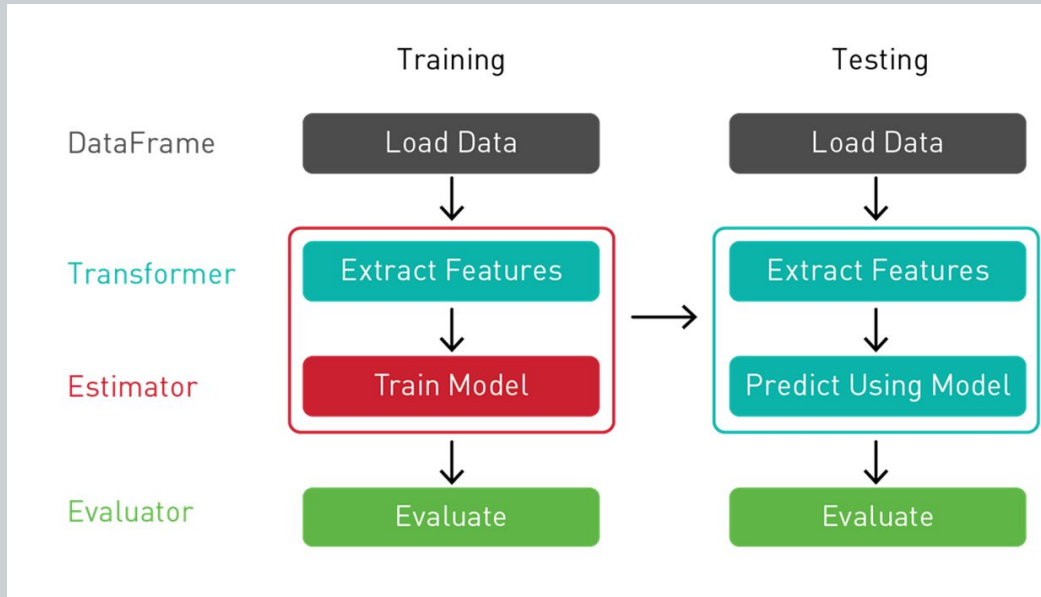 Training
Testing
DataFrame
Load Data
Load Data
Transformer
Extract Features
Extract Features
Estimator
Train Model
Predict Using Model
Evaluator
Evaluate
Evaluate